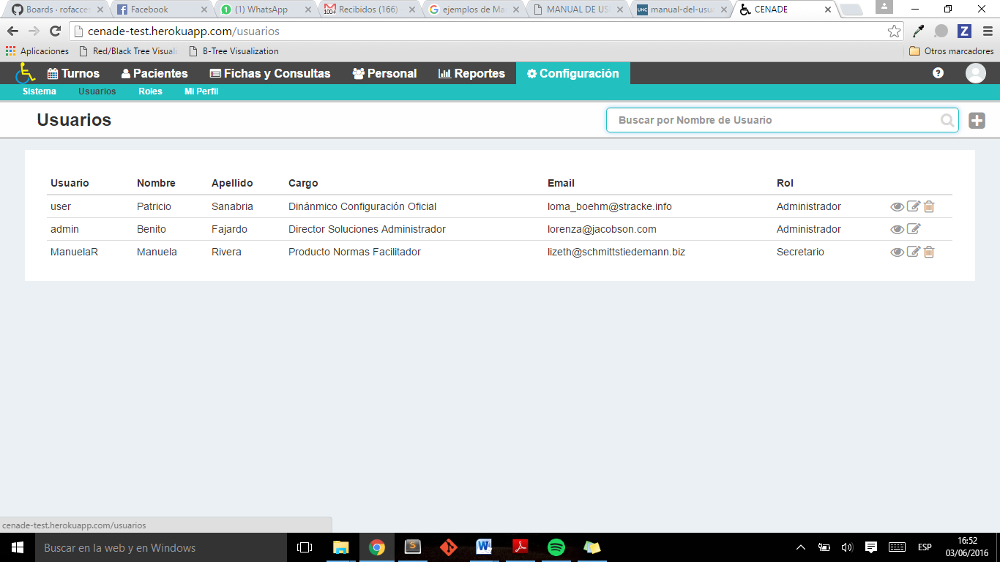 Boards · rofacces
Facebook
(1) WhatsApp
Recibidos (166)
ejemplos de Ma
MANUAL DE US
manual-del-usu
CENADE
cenade-test.herokuapp.com/usuarios
Aplicaciones
Red/Black Tree Visuali
B-Tree Visualization
Otros marcadores
Turnos
Pacientes
Fichas y Consultas
Personal
Reportes
Configuración
Sistema
Usuarios
Roles
Mi Perfil
Usuarios
Buscar por Nombre de Usuario
Usuario Nombre Apellido Cargo Email Rol
user Patricio Sanabria Dinánmico Configuración Oficial loma_boehm@stracke.info Administrador
admin Benito Fajardo Director Soluciones Administrador lorenza@jacobson.com Administrador
ManuelaR Manuela Rivera Producto Normas Facilitador lizeth@schmittstiedemann.biz Secretario
cenade-test.herokuapp.com/usuarios
Buscar en la web y en Windows
ESP
16:52
03/06/2016